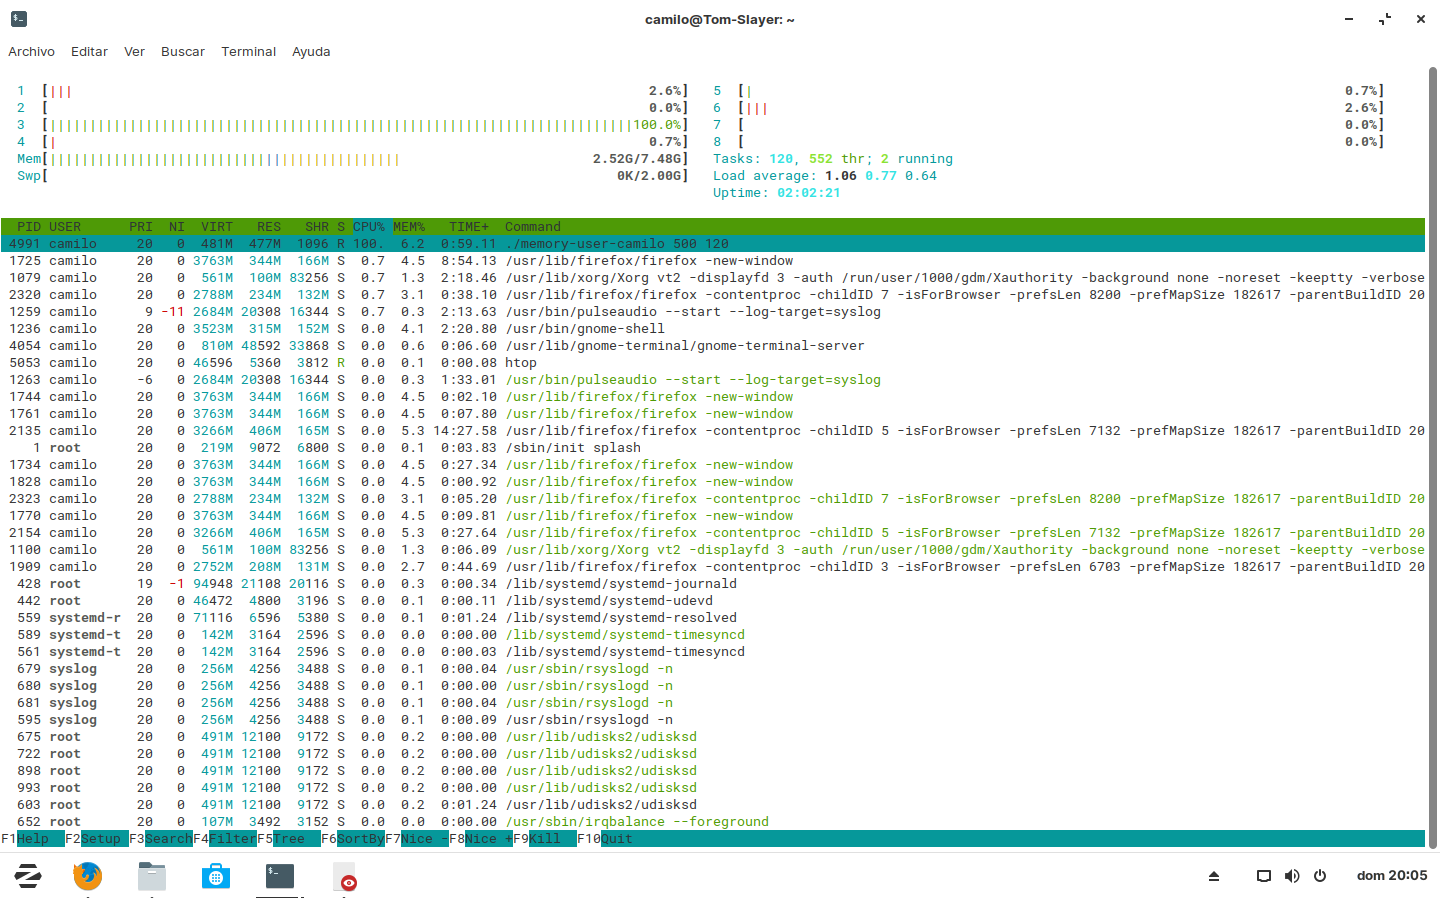 camilo@Tom-Slayer: ~
Archivo Editar Ver Buscar Terminal Ayuda
1 [||| 2.6%] 5 [| 0.7%]
2 [ 0.0%] 6 [||| 2.6%]
3 [|||||||||||||||||||||||||||||||||||||||||||||||||||||||||||||||||||||||||100.0%] 7 [ 0.0%]
4 [| 0.7%] 8 [ 0.0%]
Mem[|||||||||||||||||||||||||||||||||||||||||||| 2.52G/7.48G] Tasks: 120, 552 thr; 2 running
Swp[ 0K/2.00G] Load average: 1.06 0.77 0.64
Uptime: 02:02:21
PID USER PRI NI VIRT RES SHR S CPU% MEM% TIME+ Command
4991 camilo 20 0 481M 477M 1096 R 100. 6.2 0:59.11 ./memory-user-camilo 500 120
1725 camilo 20 0 3763M 344M 166M S 0.7 4.5 8:54.13 /usr/lib/firefox/firefox -new-window
1079 camilo 20 0 561M 100M 83256 S 0.7 1.3 2:18.46 /usr/lib/xorg/Xorg vt2 -displayfd 3 -auth /run/user/1000/gdm/Xauthority -background none -noreset -keeptty -verbose
2320 camilo 20 0 2788M 234M 132M S 0.7 3.1 0:38.10 /usr/lib/firefox/firefox -contentproc -childID 7 -isForBrowser -prefsLen 8200 -prefMapSize 182617 -parentBuildID 20
1259 camilo 9 -11 2684M 20308 16344 S 0.7 0.3 2:13.63 /usr/bin/pulseaudio --start --log-target=syslog
1236 camilo 20 0 3523M 315M 152M S 0.0 4.1 2:20.80 /usr/bin/gnome-shell
4054 camilo 20 0 810M 48592 33868 S 0.0 0.6 0:06.60 /usr/lib/gnome-terminal/gnome-terminal-server
5053 camilo 20 0 46596 5360 3812 R 0.0 0.1 0:00.08 htop
1263 camilo -6 0 2684M 20308 16344 S 0.0 0.3 1:33.01 /usr/bin/pulseaudio --start --log-target=syslog
1744 camilo 20 0 3763M 344M 166M S 0.0 4.5 0:02.10 /usr/lib/firefox/firefox -new-window
1761 camilo 20 0 3763M 344M 166M S 0.0 4.5 0:07.80 /usr/lib/firefox/firefox -new-window
2135 camilo 20 0 3266M 406M 165M S 0.0 5.3 14:27.58 /usr/lib/firefox/firefox -contentproc -childID 5 -isForBrowser -prefsLen 7132 -prefMapSize 182617 -parentBuildID 20
1 root 20 0 219M 9072 6800 S 0.0 0.1 0:03.83 /sbin/init splash
1734 camilo 20 0 3763M 344M 166M S 0.0 4.5 0:27.34 /usr/lib/firefox/firefox -new-window
1828 camilo 20 0 3763M 344M 166M S 0.0 4.5 0:00.92 /usr/lib/firefox/firefox -new-window
2323 camilo 20 0 2788M 234M 132M S 0.0 3.1 0:05.20 /usr/lib/firefox/firefox -contentproc -childID 7 -isForBrowser -prefsLen 8200 -prefMapSize 182617 -parentBuildID 20
1770 camilo 20 0 3763M 344M 166M S 0.0 4.5 0:09.81 /usr/lib/firefox/firefox -new-window
2154 camilo 20 0 3266M 406M 165M S 0.0 5.3 0:27.64 /usr/lib/firefox/firefox -contentproc -childID 5 -isForBrowser -prefsLen 7132 -prefMapSize 182617 -parentBuildID 20
1100 camilo 20 0 561M 100M 83256 S 0.0 1.3 0:06.09 /usr/lib/xorg/Xorg vt2 -displayfd 3 -auth /run/user/1000/gdm/Xauthority -background none -noreset -keeptty -verbose
1909 camilo 20 0 2752M 208M 131M S 0.0 2.7 0:44.69 /usr/lib/firefox/firefox -contentproc -childID 3 -isForBrowser -prefsLen 6703 -prefMapSize 182617 -parentBuildID 20
428 root 19 -1 94948 21108 20116 S 0.0 0.3 0:00.34 /lib/systemd/systemd-journald
442 root 20 0 46472 4800 3196 S 0.0 0.1 0:00.11 /lib/systemd/systemd-udevd
559 systemd-r 20 0 71116 6596 5380 S 0.0 0.1 0:01.24 /lib/systemd/systemd-resolved
589 systemd-t 20 0 142M 3164 2596 S 0.0 0.0 0:00.00 /lib/systemd/systemd-timesyncd
561 systemd-t 20 0 142M 3164 2596 S 0.0 0.0 0:00.03 /lib/systemd/systemd-timesyncd
679 syslog 20 0 256M 4256 3488 S 0.0 0.1 0:00.04 /usr/sbin/rsyslogd -n
680 syslog 20 0 256M 4256 3488 S 0.0 0.1 0:00.00 /usr/sbin/rsyslogd -n
681 syslog 20 0 256M 4256 3488 S 0.0 0.1 0:00.04 /usr/sbin/rsyslogd -n
595 syslog 20 0 256M 4256 3488 S 0.0 0.1 0:00.09 /usr/sbin/rsyslogd -n
675 root 20 0 491M 12100 9172 S 0.0 0.2 0:00.00 /usr/lib/udisks2/udisksd
722 root 20 0 491M 12100 9172 S 0.0 0.2 0:00.00 /usr/lib/udisks2/udisksd
898 root 20 0 491M 12100 9172 S 0.0 0.2 0:00.00 /usr/lib/udisks2/udisksd
993 root 20 0 491M 12100 9172 S 0.0 0.2 0:00.00 /usr/lib/udisks2/udisksd
603 root 20 0 491M 12100 9172 S 0.0 0.2 0:01.24 /usr/lib/udisks2/udisksd
652 root 20 0 107M 3492 3152 S 0.0 0.0 0:00.00 /usr/sbin/irqbalance --foreground
F1Help F2Setup F3SearchF4FilterF5Tree F6SortByF7Nice -F8Nice +F9Kill F10Quit
dom 20:05